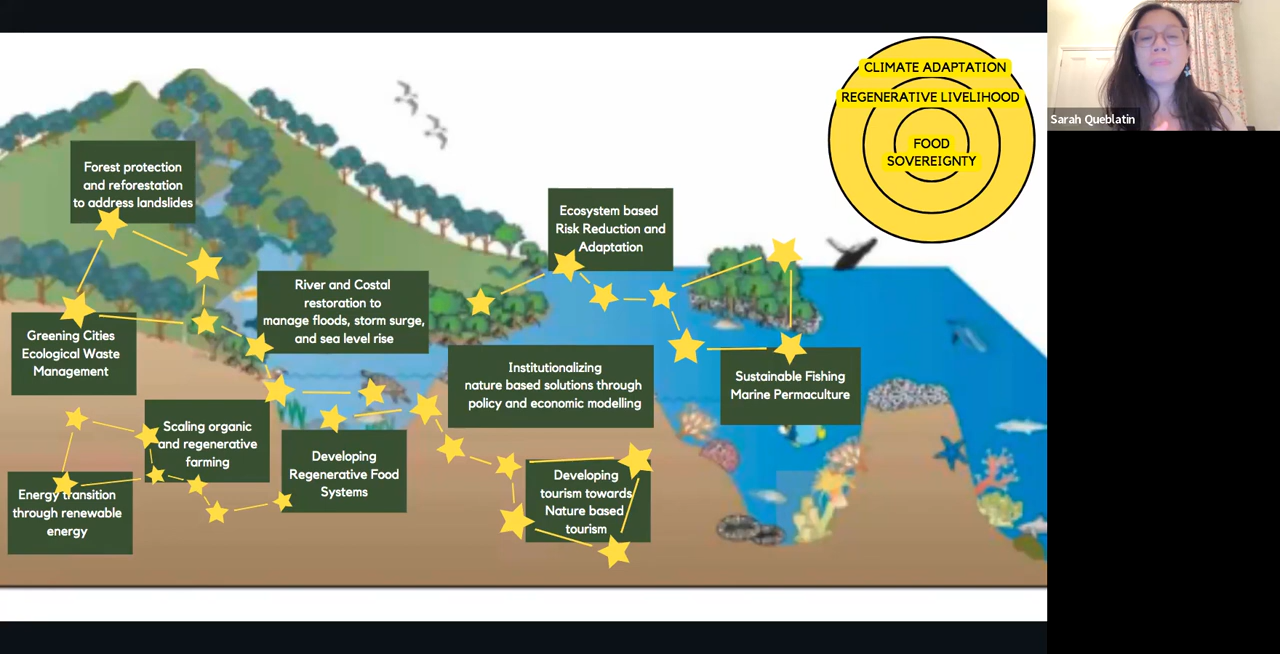 CLIMATE ADAPTATION
REGENERATIVE LIVELIHOOD
FOOD
SOVEREIGNTY
Sarah Queblatin
Forest protection
and reforestation
to address landslides
Ecosystem based
Risk Reduction and
Adaptation
River and Costal
restoration to
manage floods, storm surge,
and sea level rise
Greening Cities
Ecological Waste
Management
Institutionalizing
nature based solutions through
policy and economic modelling
Sustainable Fishing
Marine Permaculture
Scaling organic
and regenerative
farming
Developing
Regenerative Food
Systems
Developing
tourism towards
Nature based
tourism
Energy transition
through renewable
energy